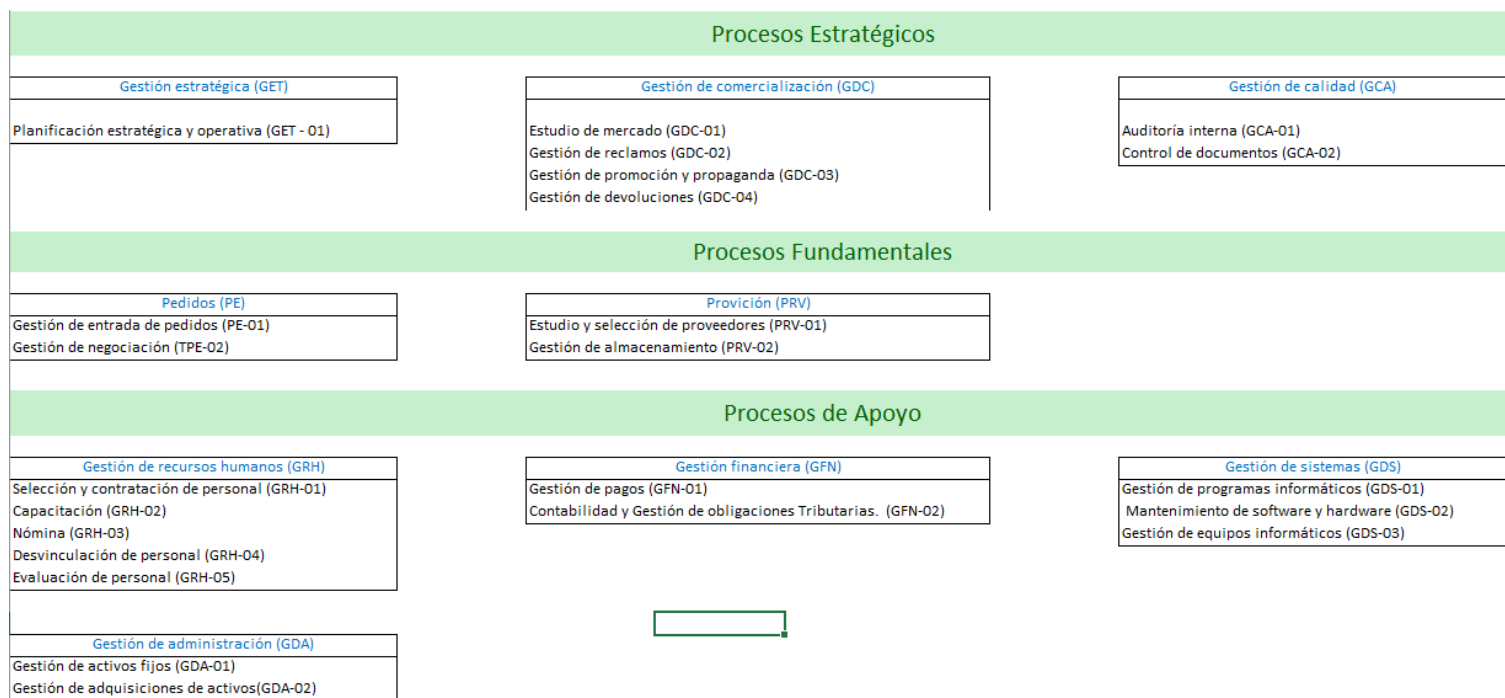 Procesos Estratégicos
Gestión estratégica (GET)
Planificación estratégica y operativa (GET - 01)
Gestión de comercialización (GDC)
Estudio de mercado (GDC-01)
Gestión de reclamos (GDC-02)
Gestión de promoción y propaganda (GDC-03)
Gestión de devoluciones (GDC-04)
Gestión de calidad (GCA)
Auditoría interna (GCA-01)
Control de documentos (GCA-02)
Procesos Fundamentales
Pedidos (PE)
Gestión de entrada de pedidos (PE-01)
Gestión de negociación (TPE-02)
Provición (PRV)
Estudio y selección de proveedores (PRV-01)
Gestión de almacenamiento (PRV-02)
Procesos de Apoyo
Gestión de recursos humanos (GRH)
Selección y contratación de personal (GRH-01)
Capacitación (GRH-02)
Nómina (GRH-03)
Desvinculación de personal (GRH-04)
Evaluación de personal (GRH-05)
Gestión financiera (GFN)
Gestión de pagos (GFN-01)
Contabilidad y Gestión de obligaciones Tributarias. (GFN-02)
Gestión de sistemas (GDS)
Gestión de programas informáticos (GDS-01)
Mantenimiento de software y hardware (GDS-02)
Gestión de equipos informáticos (GDS-03)
Gestión de administración (GDA)
Gestión de activos fijos (GDA-01)
Gestión de adquisiciones de activos(GDA-02)